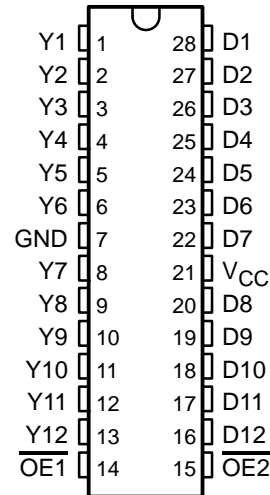 Y1 1 28 D1
Y2 2 27 D2
Y3 3 26 D3
Y4 4 25 D4
Y5 5 24 D5
Y6 6 23 D6
GND 7 22 D7
Y7 8 21 VCC
Y8 9 20 D8
Y9 10 19 D9
Y10 11 18 D10
Y11 12 17 D11
Y12 13 16 D12
O̅E̅1̅ 14 15 O̅E̅2̅